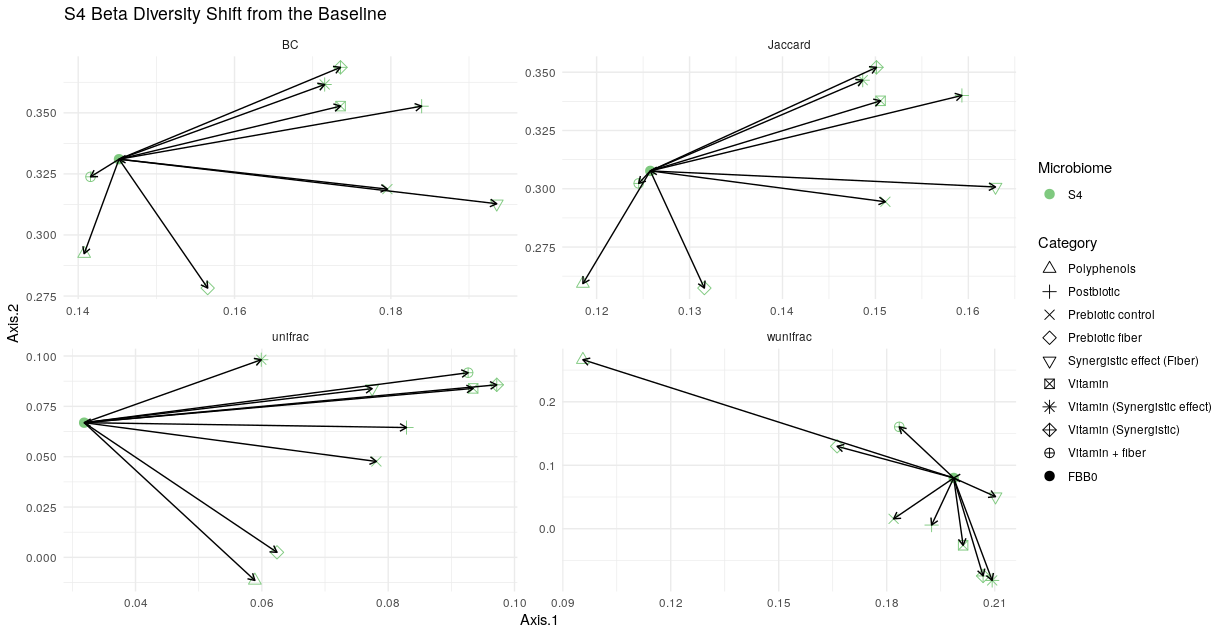 S4 Beta Diversity Shift from the Baseline
BC
Jaccard
0.350
0.325
0.300
0.275
0.14
0.16
0.18
0.350
0.325
0.300
0.275
0.12
0.13
0.14
0.15
0.16
unifrac
wunifrac
0.100
0.075
0.050
0.025
0.000
0.04
0.06
0.08
0.10
0.2
0.1
0.0
0.09
0.12
0.15
0.18
0.21
Axis.2
Axis.1
Microbiome
S4
Category
Polyphenols
Postbiotic
Prebiotic control
Prebiotic fiber
Synergistic effect (Fiber)
Vitamin
Vitamin (Synergistic effect)
Vitamin (Synergistic)
Vitamin + fiber
FBB0